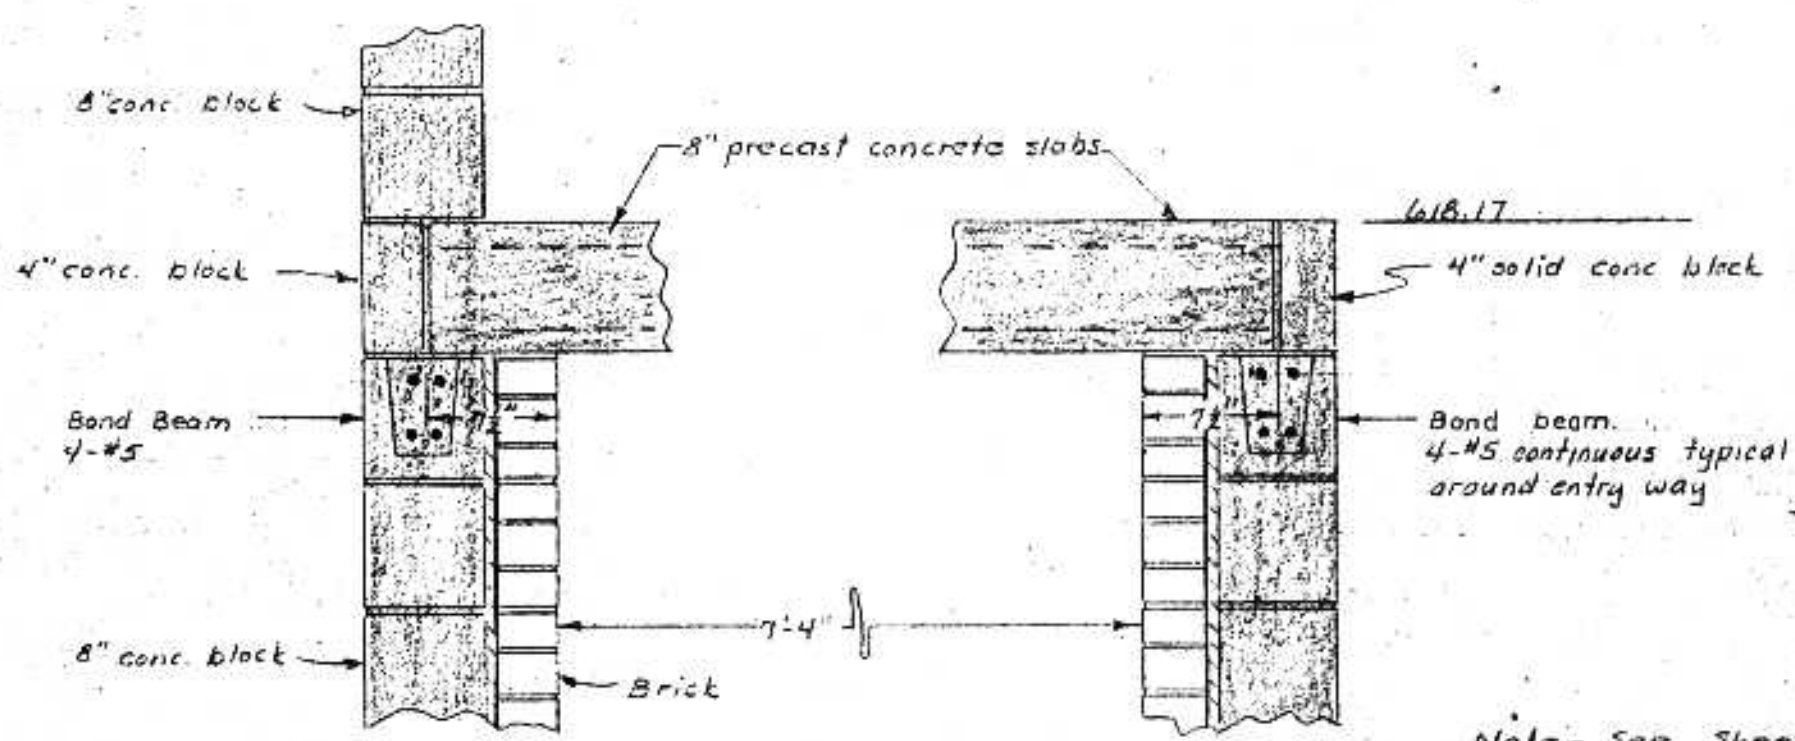 8" conc. block
8" precast concrete slabs
618.17
4" conc. block
4" solid conc block
Bond Beam
4-#5
7½"
7½"
Bond beam.
4-#5 continuous typical
around entry way
8" conc. block
7'-4"
Brick
Note- See